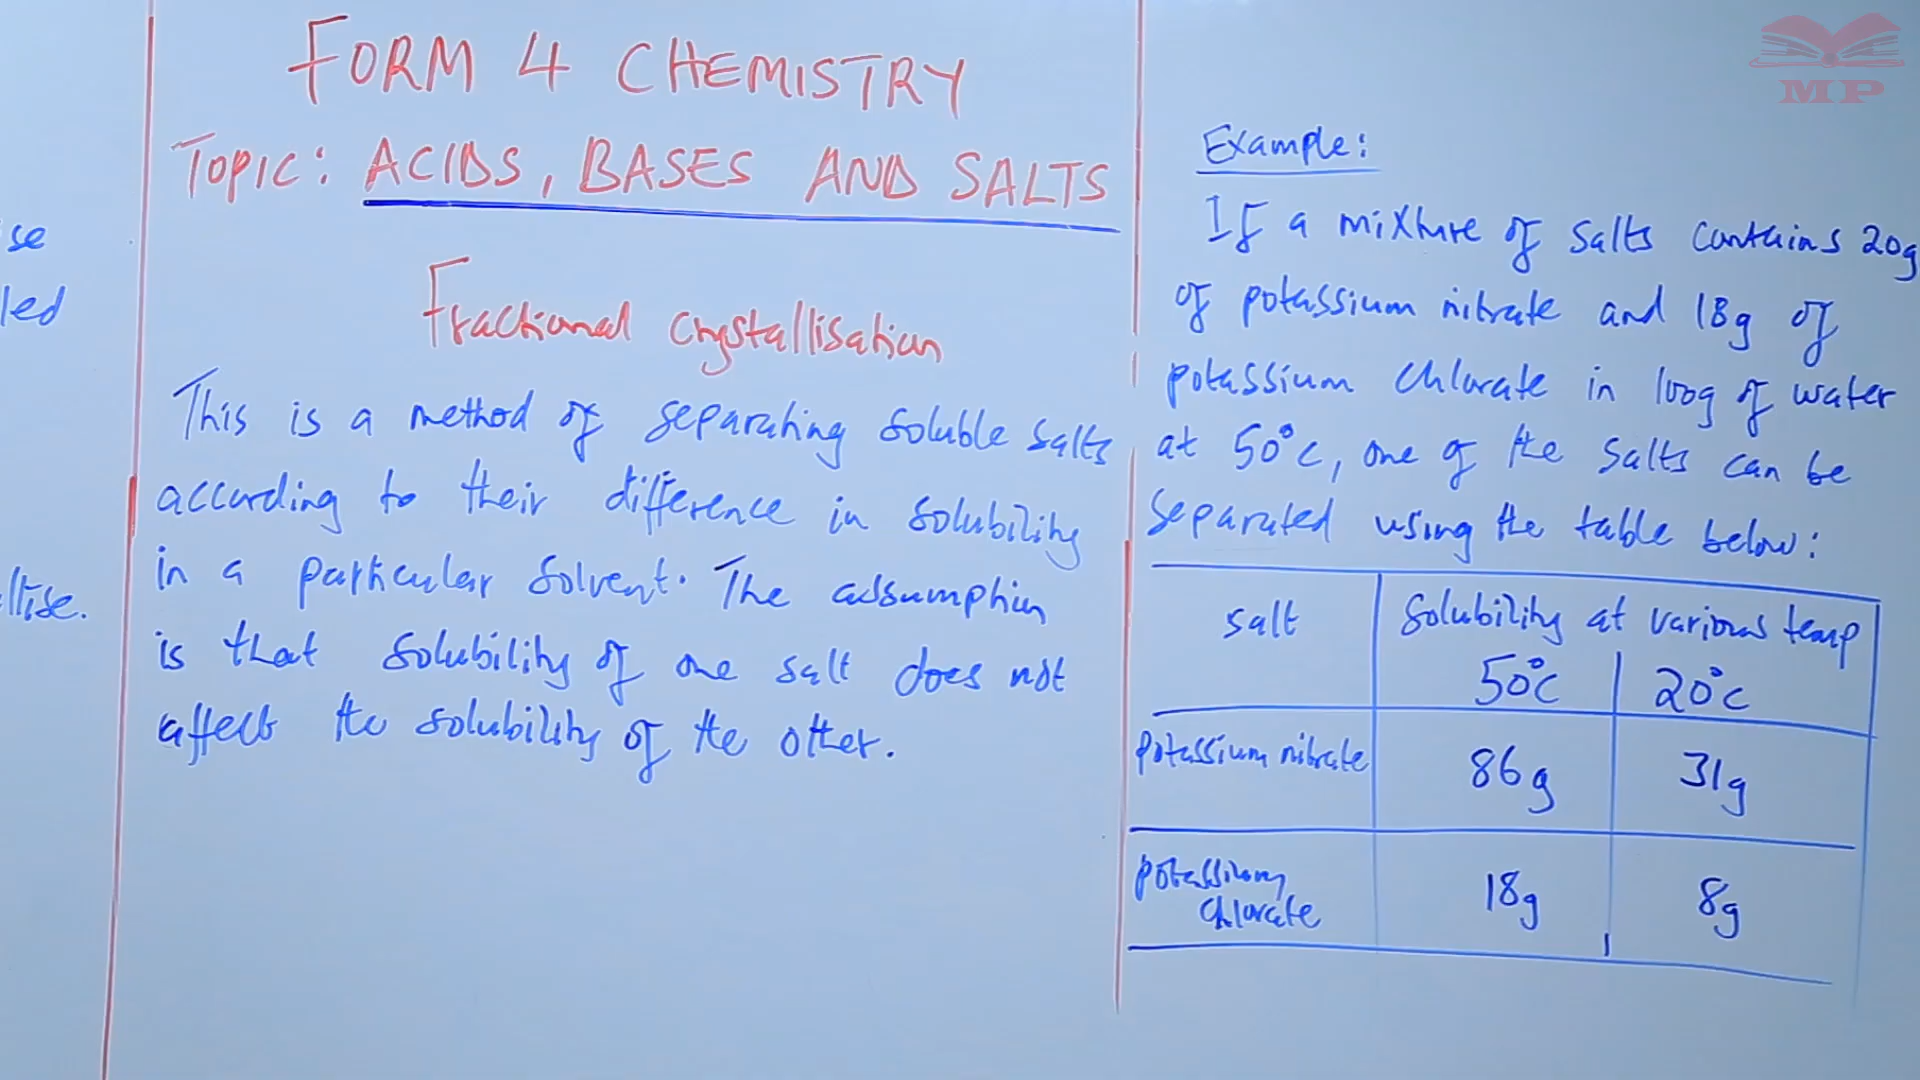 FORM 4 CHEMISTRY
TOPIC: ACIDS, BASES AND SALTS
Fractional Crystallisation
This is a method of separating soluble salts
according to their difference in solubility
in a particular solvent. The assumption
is that solubility of one salt does not
affect the solubility of the other.
se
led
ltise.
MP
Example:
If a mixture of salts contains 20g
of potassium nitrate and 18g of
potassium chlorate in 100g of water
at 50°C, one of the salts can be
separated using the table below:
salt
Solubility at various temp
50°C 20°C
potassium nitrate 86g 31g
potassium
chlorate 18g 8g